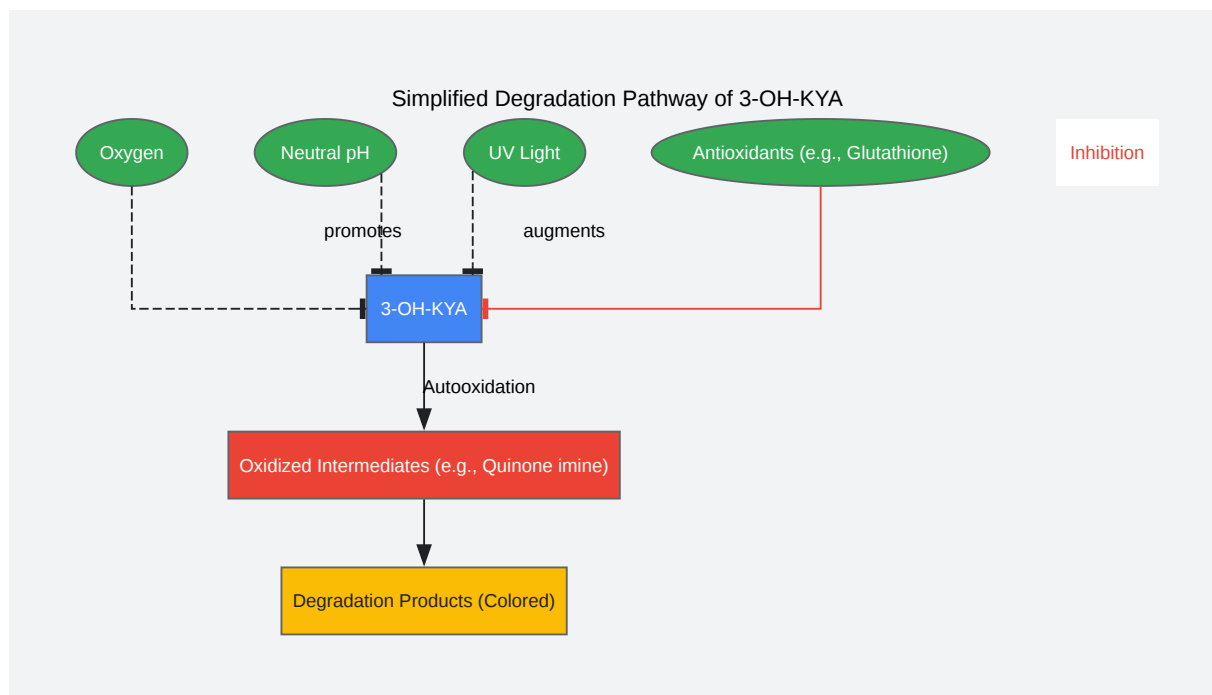 Simplified Degradation Pathway of 3-OH-KYA
Oxygen
Neutral pH
UV Light
Antioxidants (e.g., Glutathione)
Inhibition
promotes
augments
3-OH-KYA
Autooxidation
Oxidized Intermediates (e.g., Quinone imine)
Degradation Products (Colored)